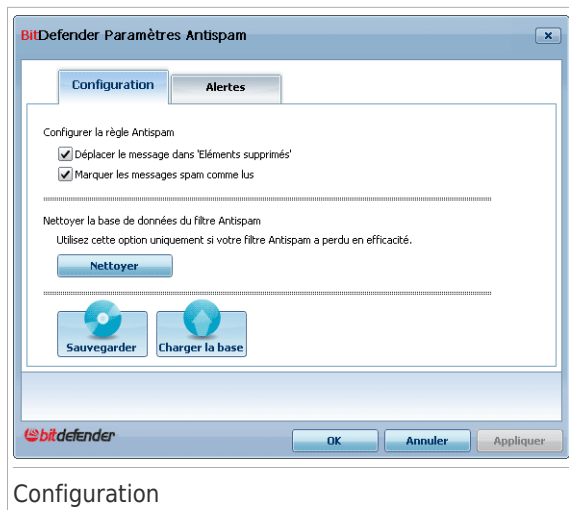 BitDefender Paramètres Antispam
Configuration
Alertes
Configurer la règle Antispam
Déplacer le message dans 'Eléments supprimés'
Marquer les messages spam comme lus
Nettoyer la base de données du filtre Antispam
Utilisez cette option uniquement si votre filtre Antispam a perdu en efficacité.
Nettoyer
Sauvegarder
Charger la base
bitdefender
OK
Annuler
Appliquer
Configuration